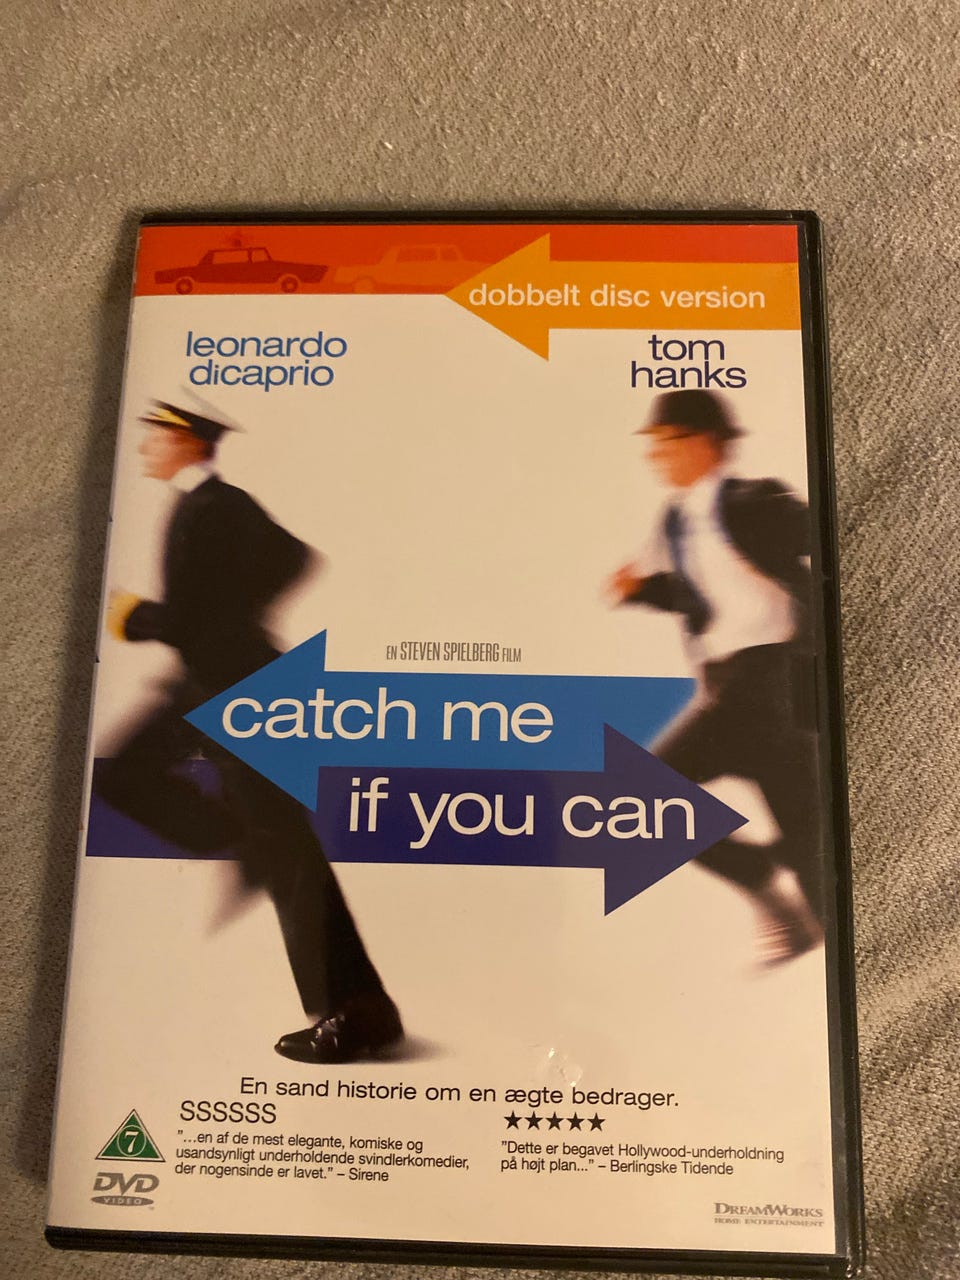 dobbelt disc version
leonardo
dicaprio
tom
hanks
EN STEVEN SPIELBERG FILM
catch me
if you can
En sand historie om en ægte bedrager.
SSSSSS
"...en af de mest elegante, komiske og
usandsynligt underholdende svindlerkomedier,
der nogensinde er lavet." – Sirene
★★★★★
"Dette er begavet Hollywood-underholdning
på højt plan..." – Berlingske Tidende
7
DVD
VIDEO
DREAMWORKS
HOME ENTERTAINMENT